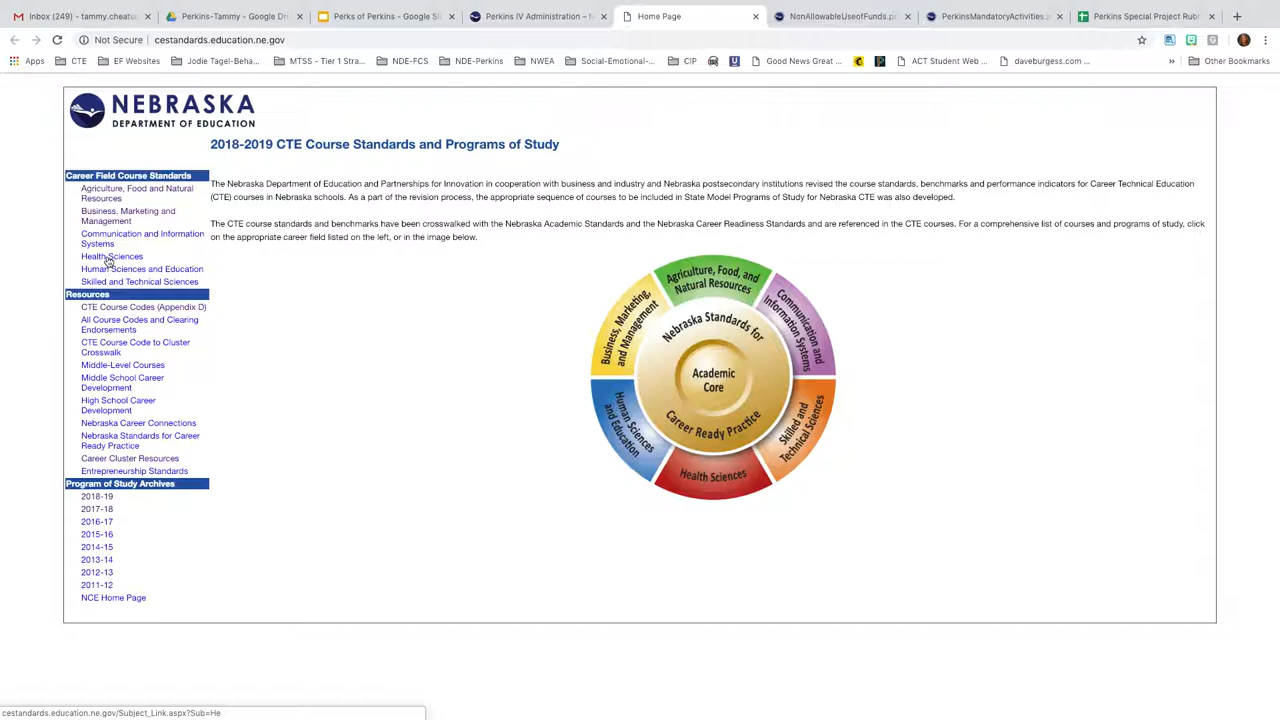 Inbox (249) - tammy.cheatu
Perkins-Tammy - Google Dri
Perks of Perkins - Google Sli
Perkins IV Administration – N
Home Page
NonAllowableUseofFunds.p
PerkinsMandatoryActivities.
Perkins Special Project Rubr
Not Secure
cestandards.education.ne.gov
Apps
CTE
EF Websites
Jodie Tagel-Beha...
MTSS - Tier 1 Stra...
NDE-FCS
NDE-Perkins
NWEA
Social-Emotional-...
CIP
Good News Great ...
ACT Student Web ...
daveburgess.com ...
»
Other Bookmarks
NEBRASKA
DEPARTMENT OF EDUCATION
2018-2019 CTE Course Standards and Programs of Study
Career Field Course Standards
Agriculture, Food and Natural
Resources
Business, Marketing and
Management
Communication and Information
Systems
Health Sciences
Human Sciences and Education
Skilled and Technical Sciences
Resources
CTE Course Codes (Appendix D)
All Course Codes and Clearing
Endorsements
CTE Course Code to Cluster
Crosswalk
Middle-Level Courses
Middle School Career
Development
High School Career
Development
Nebraska Career Connections
Nebraska Standards for Career
Ready Practice
Career Cluster Resources
Entrepreneurship Standards
Program of Study Archives
2018-19
2017-18
2016-17
2015-16
2014-15
2013-14
2012-13
2011-12
NCE Home Page
The Nebraska Department of Education and Partnerships for Innovation in cooperation with business and industry and Nebraska postsecondary institutions revised the course standards, benchmarks and performance indicators for Career Technical Education
(CTE) courses in Nebraska schools. As a part of the revision process, the appropriate sequence of courses to be included in State Model Programs of Study for Nebraska CTE was also developed.
The CTE course standards and benchmarks have been crosswalked with the Nebraska Academic Standards and the Nebraska Career Readiness Standards and are referenced in the CTE courses. For a comprehensive list of courses and programs of study, click
on the appropriate career field listed on the left, or in the image below.
Agriculture, Food, and
Natural Resources
Communication and
Information Systems
Skilled and
Technical Sciences
Health Sciences
Human Sciences
and Education
Business, Marketing,
and Management
Nebraska Standards for
Academic
Core
Career Ready Practice
cestandards.education.ne.gov/Subject_Link.aspx?Sub=He